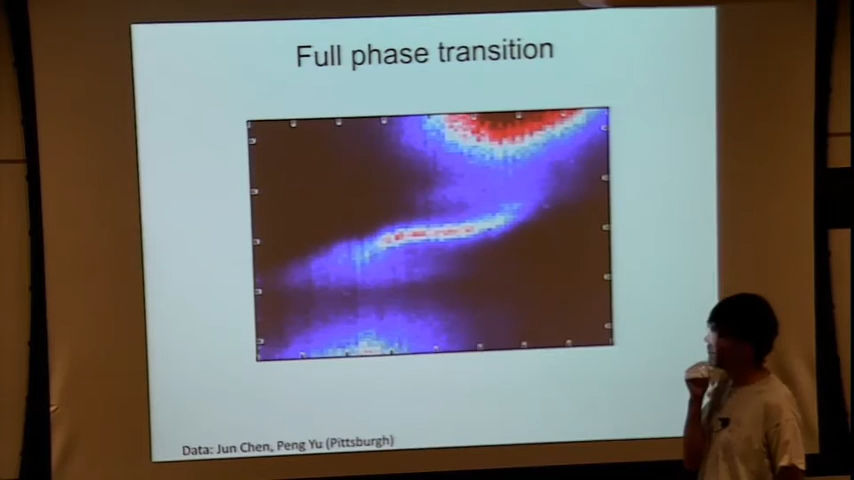 Full phase transition
Data: Jun Chen, Peng Yu (Pittsburgh)